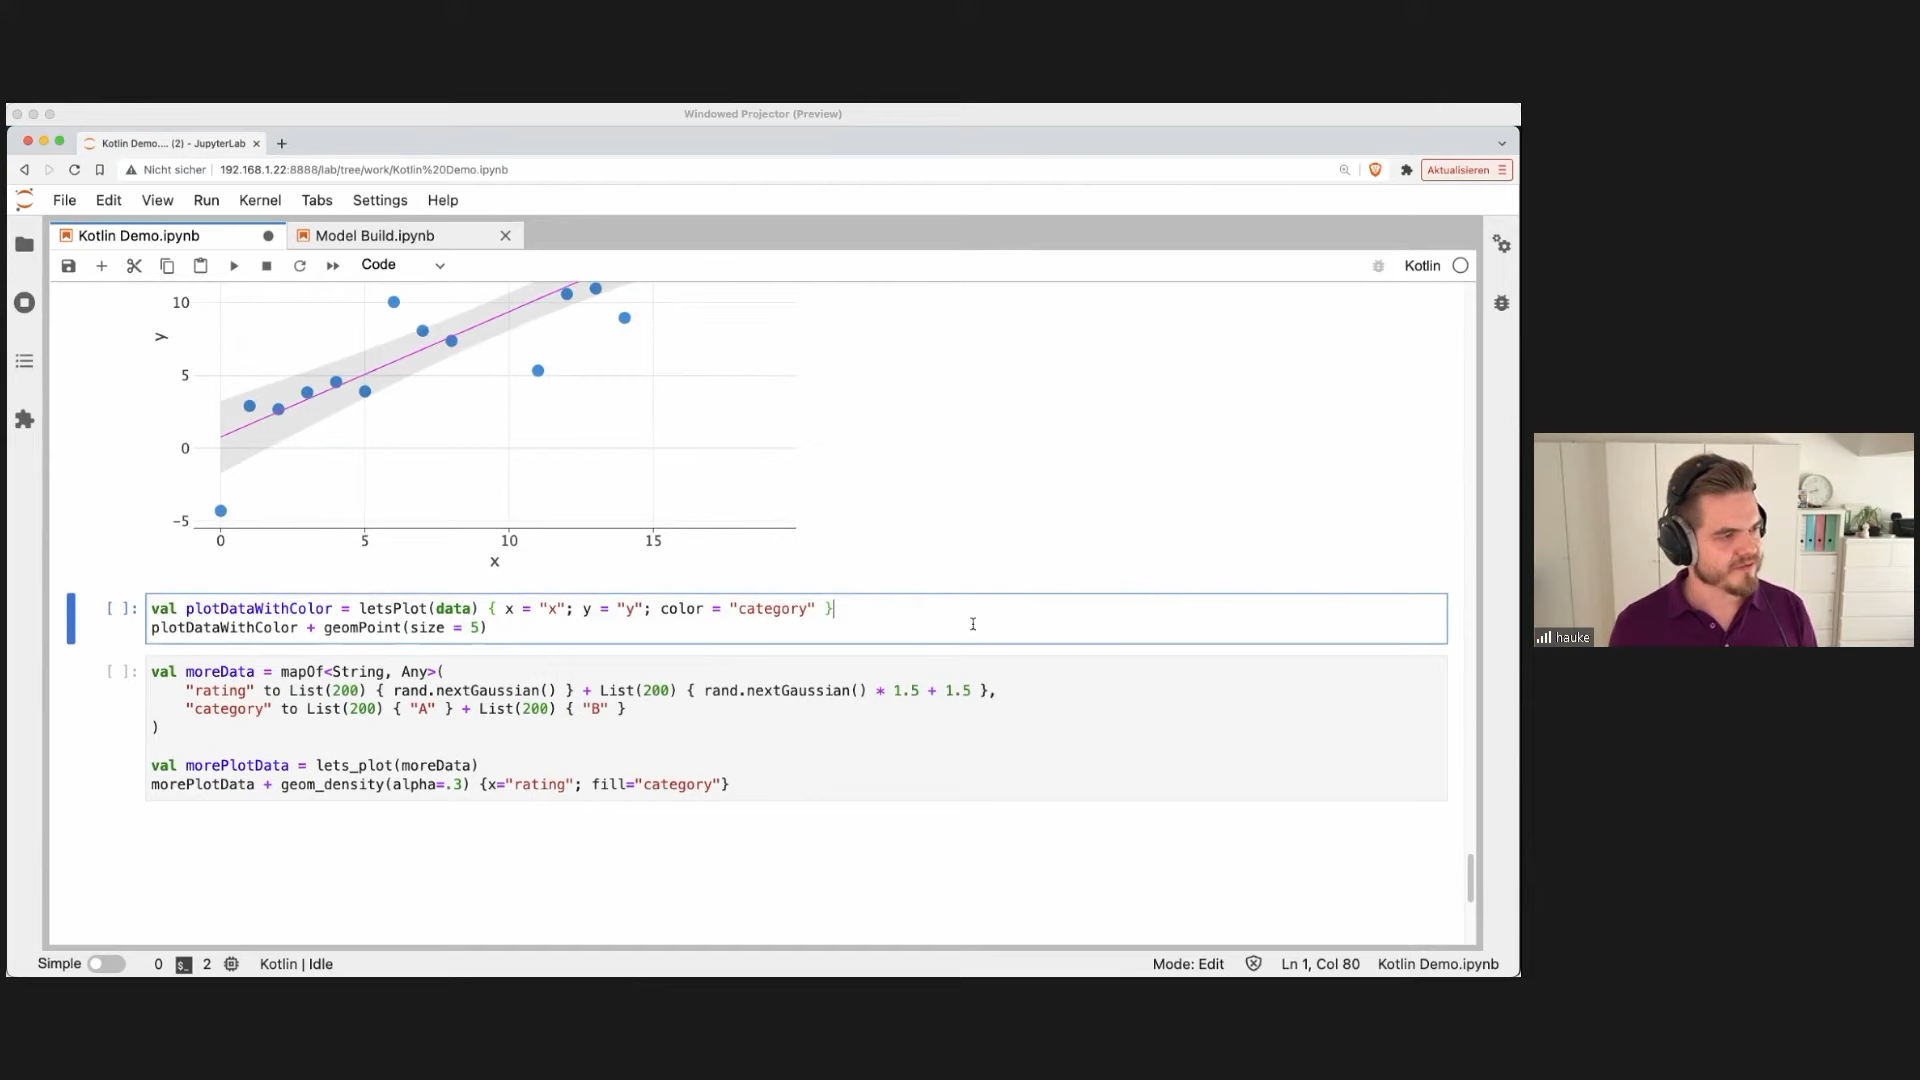 Windowed Projector (Preview)
Kotlin Demo.... (2) - JupyterLab
Nicht sicher 192.168.1.22:8888/lab/tree/work/Kotlin%20Demo.ipynb Aktualisieren
File Edit View Run Kernel Tabs Settings Help
Kotlin Demo.ipynb Model Build.ipynb
Code Kotlin
10
y
5
0
−5
0 5 10 15
x
[ ]: val plotDataWithColor = letsPlot(data) { x = "x"; y = "y"; color = "category" }
plotDataWithColor + geomPoint(size = 5)
[ ]: val moreData = mapOf<String, Any>(
"rating" to List(200) { rand.nextGaussian() } + List(200) { rand.nextGaussian() * 1.5 + 1.5 },
"category" to List(200) { "A" } + List(200) { "B" }
)
val morePlotData = lets_plot(moreData)
morePlotData + geom_density(alpha=.3) {x="rating"; fill="category"}
hauke
Simple 0 2 Kotlin | Idle Mode: Edit Ln 1, Col 80 Kotlin Demo.ipynb